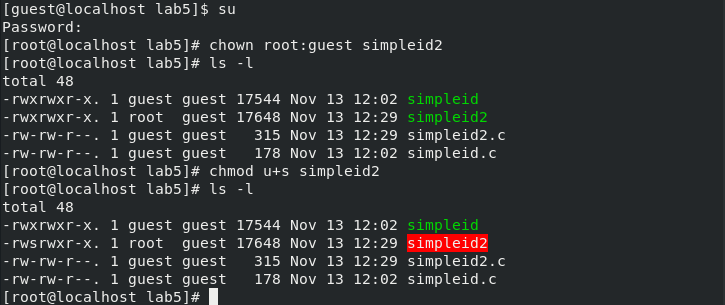 [guest@localhost lab5]$ su
Password:
[root@localhost lab5]# chown root:guest simpleid2
[root@localhost lab5]# ls -l
total 48
-rwxrwxr-x. 1 guest guest 17544 Nov 13 12:02 simpleid
-rwxrwxr-x. 1 root  guest 17648 Nov 13 12:29 simpleid2
-rw-rw-r--. 1 guest guest   315 Nov 13 12:29 simpleid2.c
-rw-rw-r--. 1 guest guest   178 Nov 13 12:02 simpleid.c
[root@localhost lab5]# chmod u+s simpleid2
[root@localhost lab5]# ls -l
total 48
-rwxrwxr-x. 1 guest guest 17544 Nov 13 12:02 simpleid
-rwsrwxr-x. 1 root  guest 17648 Nov 13 12:29 simpleid2
-rw-rw-r--. 1 guest guest   315 Nov 13 12:29 simpleid2.c
-rw-rw-r--. 1 guest guest   178 Nov 13 12:02 simpleid.c
[root@localhost lab5]#